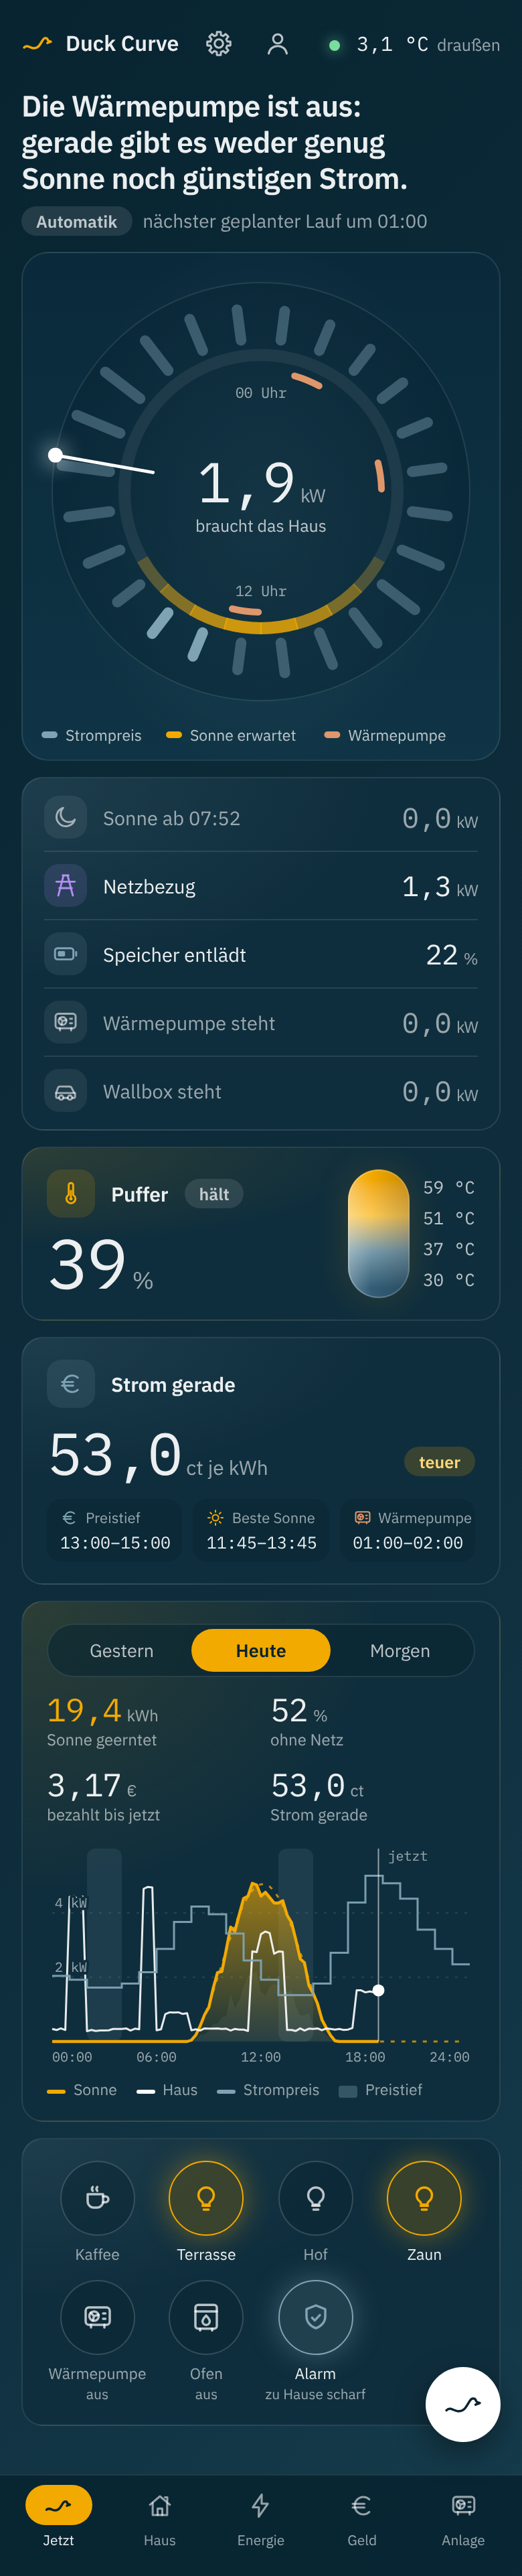 Duck Curve
3,1 °C draußen
Die Wärmepumpe ist aus:
gerade gibt es weder genug
Sonne noch günstigen Strom.
Automatik nächster geplanter Lauf um 01:00
00 Uhr
1,9 kW
braucht das Haus
12 Uhr
Strompreis Sonne erwartet Wärmepumpe
Sonne ab 07:52 0,0 kW
Netzbezug 1,3 kW
Speicher entlädt 22 %
Wärmepumpe steht 0,0 kW
Wallbox steht 0,0 kW
Puffer hält
39 %
59 °C
51 °C
37 °C
30 °C
Strom gerade
53,0 ct je kWh
teuer
Preistief Beste Sonne Wärmepumpe
13:00–15:00 11:45–13:45 01:00–02:00
Gestern Heute Morgen
19,4 kWh 52 %
Sonne geerntet ohne Netz
3,17 € 53,0 ct
bezahlt bis jetzt Strom gerade
jetzt
4 kW
2 kW
00:00 06:00 12:00 18:00 24:00
Sonne Haus Strompreis Preistief
Kaffee Terrasse Hof Zaun
Wärmepumpe Ofen Alarm
aus aus zu Hause scharf
Jetzt Haus Energie Geld Anlage